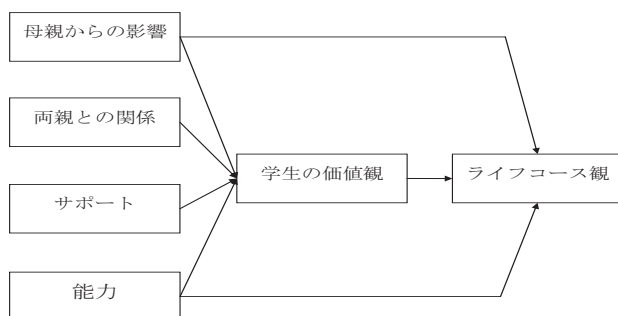 母親からの影響
両親との関係
サポート
能力
学生の価値観
ライフコース観